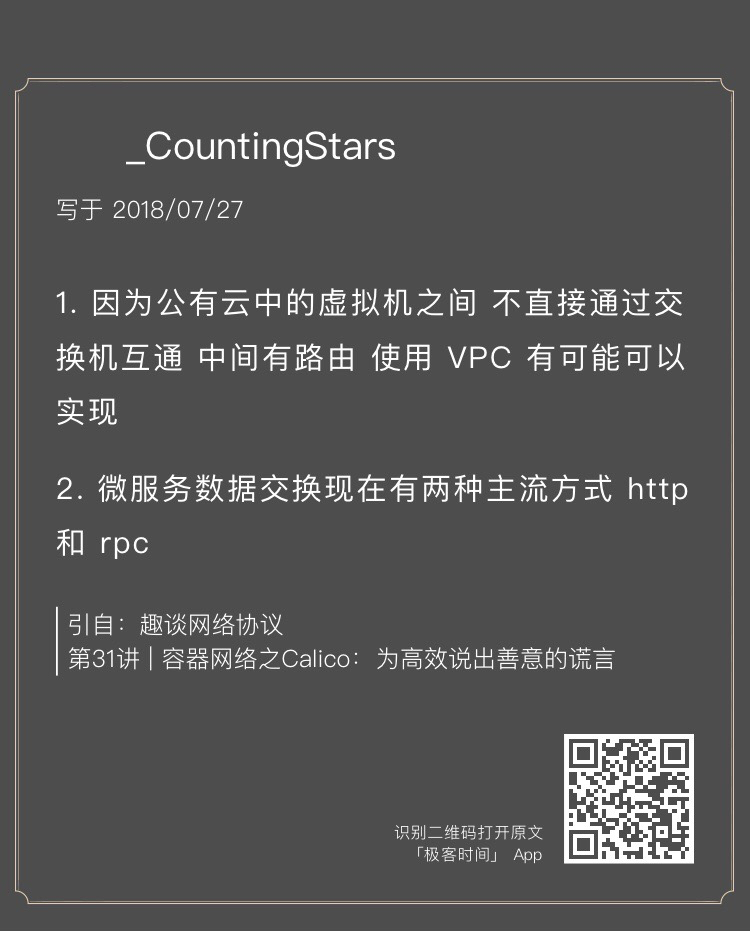 _CountingStars
写于 2018/07/27
1. 因为公有云中的虚拟机之间 不直接通过交
换机互通 中间有路由 使用 VPC 有可能可以
实现
2. 微服务数据交换现在有两种主流方式 http
和 rpc
引自：趣谈网络协议
第31讲 | 容器网络之Calico：为高效说出善意的谎言
识别二维码打开原文
「极客时间」 App